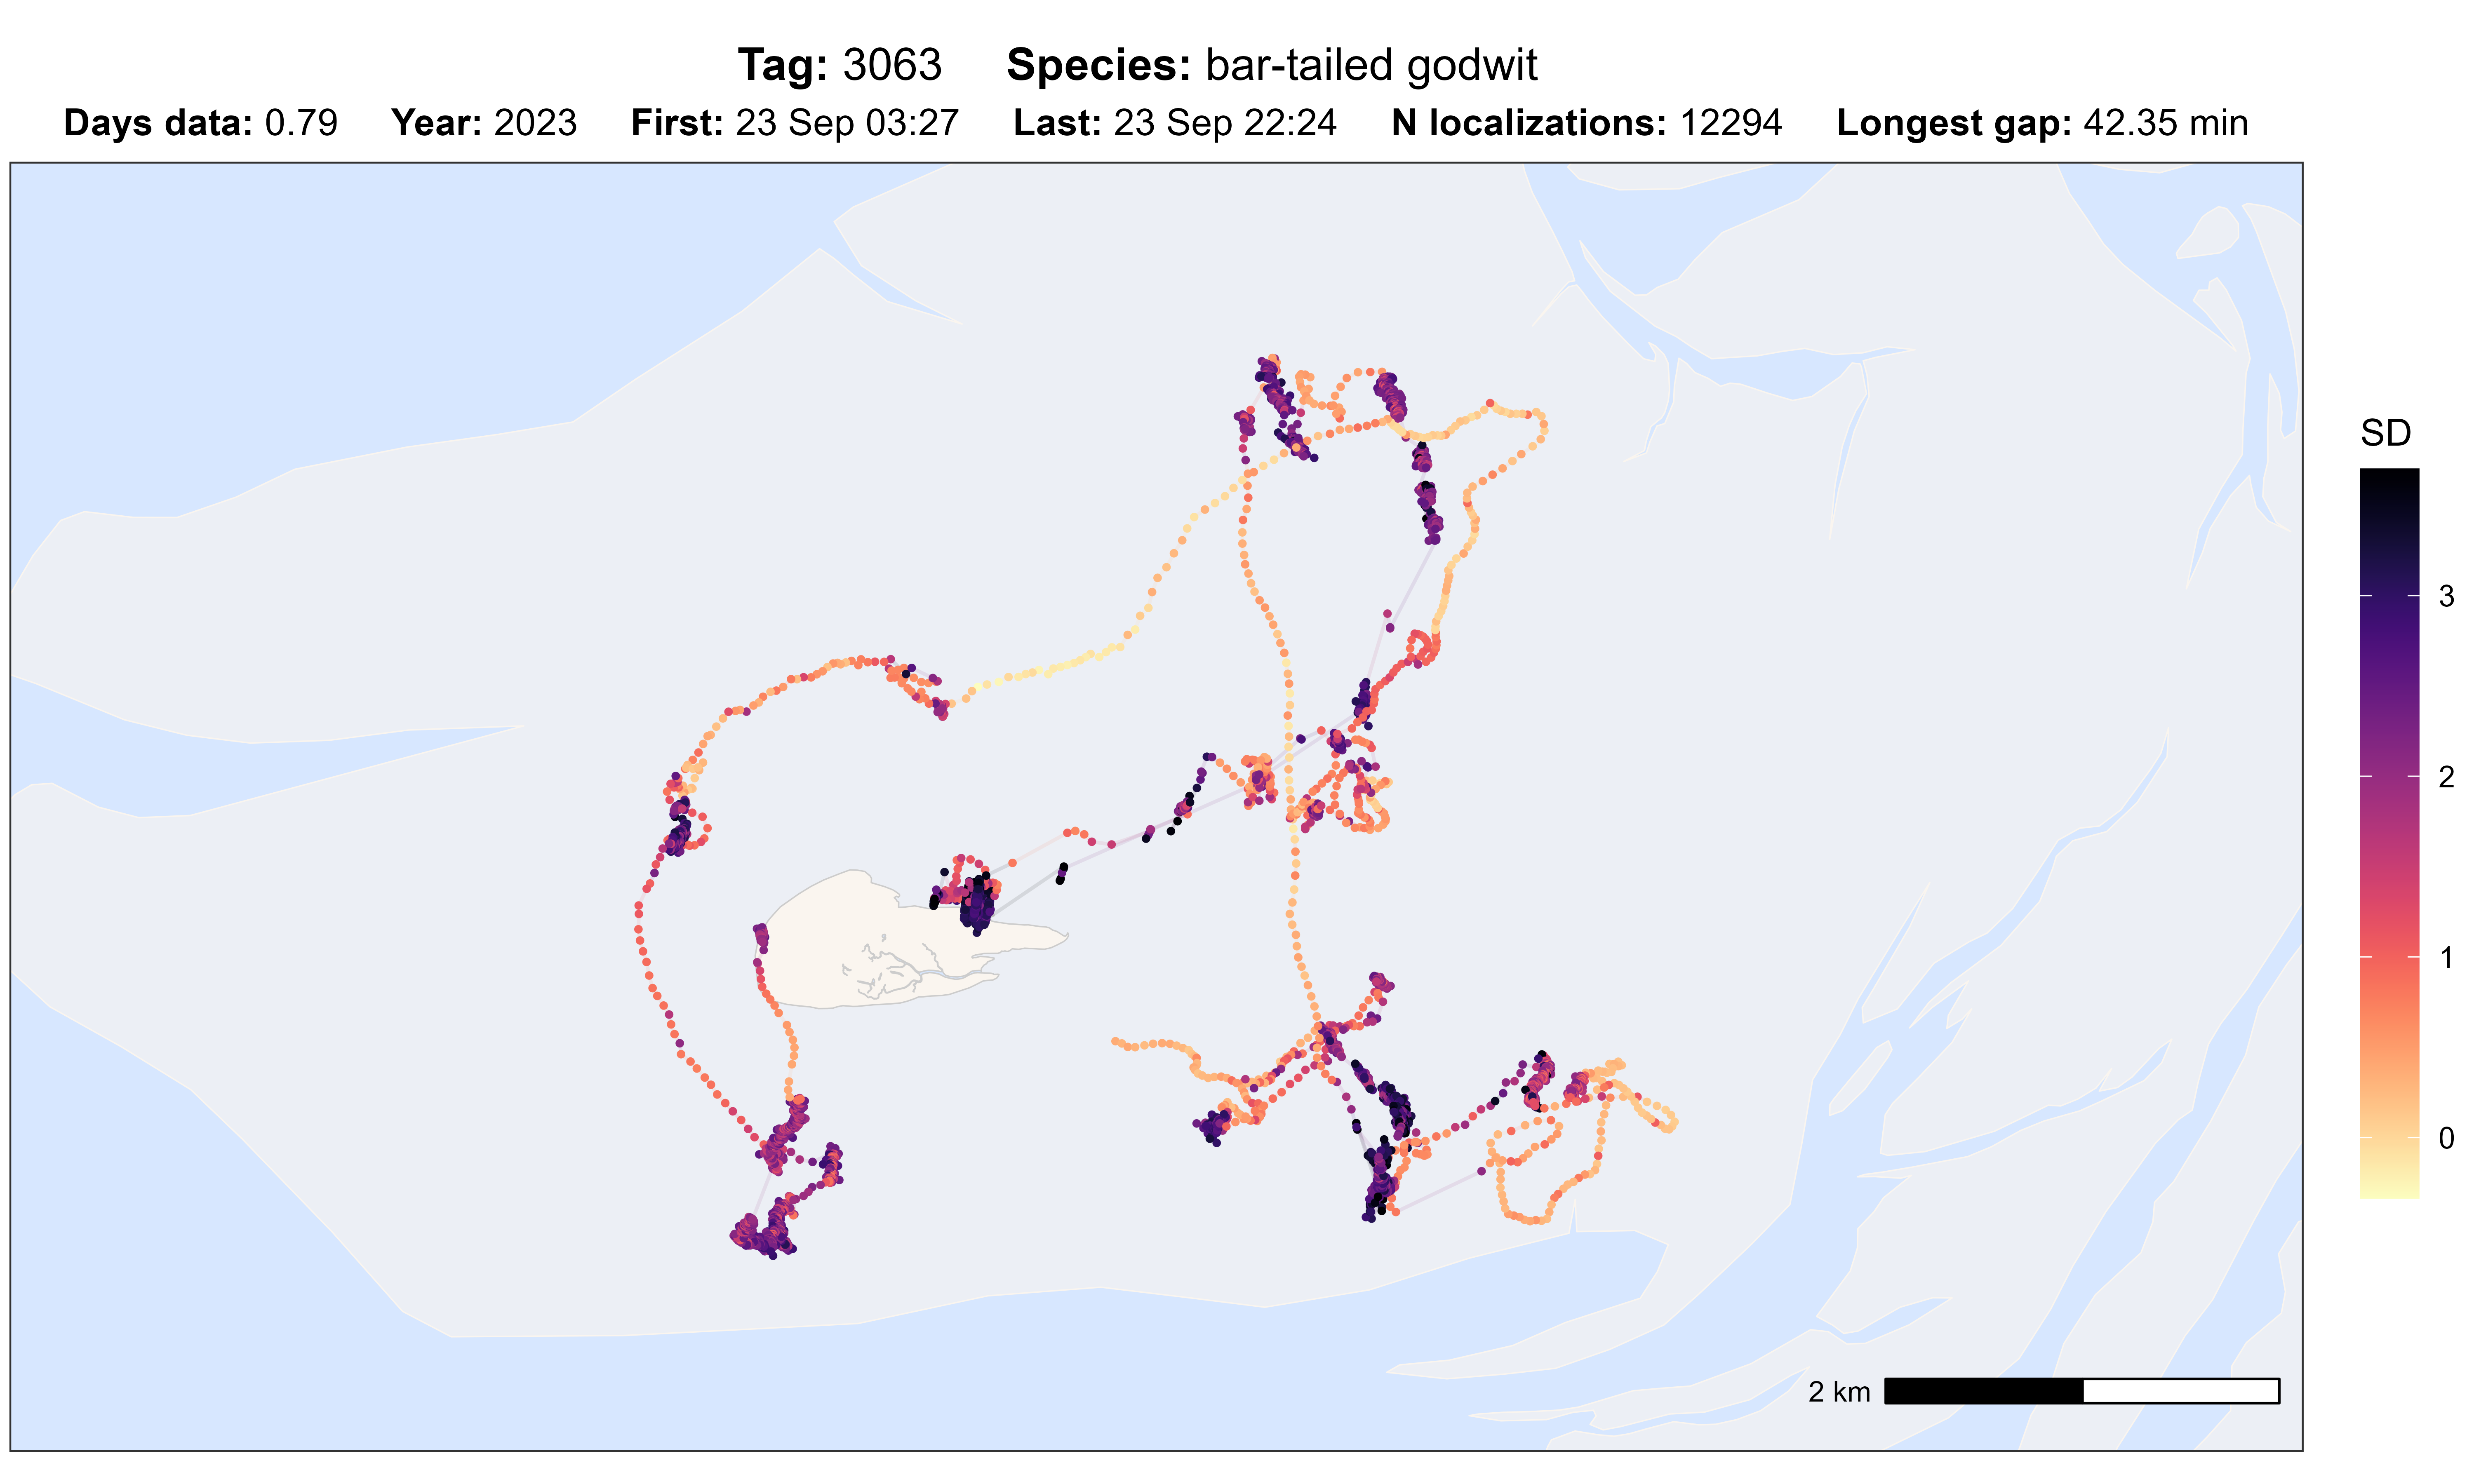 Tag: 3063 Species: bar-tailed godwit
Days data: 0.79 Year: 2023 First: 23 Sep 03:27 Last: 23 Sep 22:24 N localizations: 12294 Longest gap: 42.35 min
SD
3
2
1
0
2 km